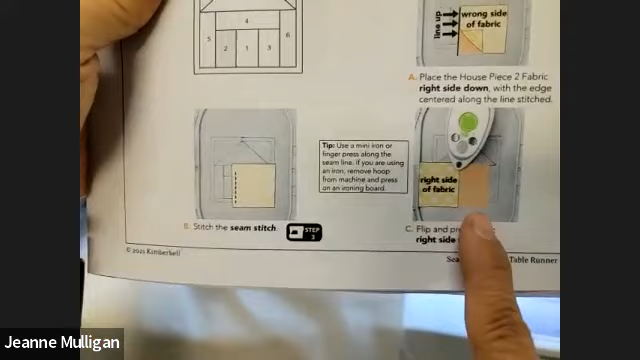 4
5
6
2
1
3
line up
wrong side
of fabric
A. Place the House Piece 2 Fabric
right side down, with the edge
centered along the line stitched.
Tip: Use a mini iron or
finger press along the
seam line. if you are using
an iron, remove hoop
from machine and press
on an ironing board.
right side
of fabric
B. Stitch the seam stitch
STEP
3
C. Flip and
right side
© 2021 Kimberbell
Table Runner
Jeanne Mulligan